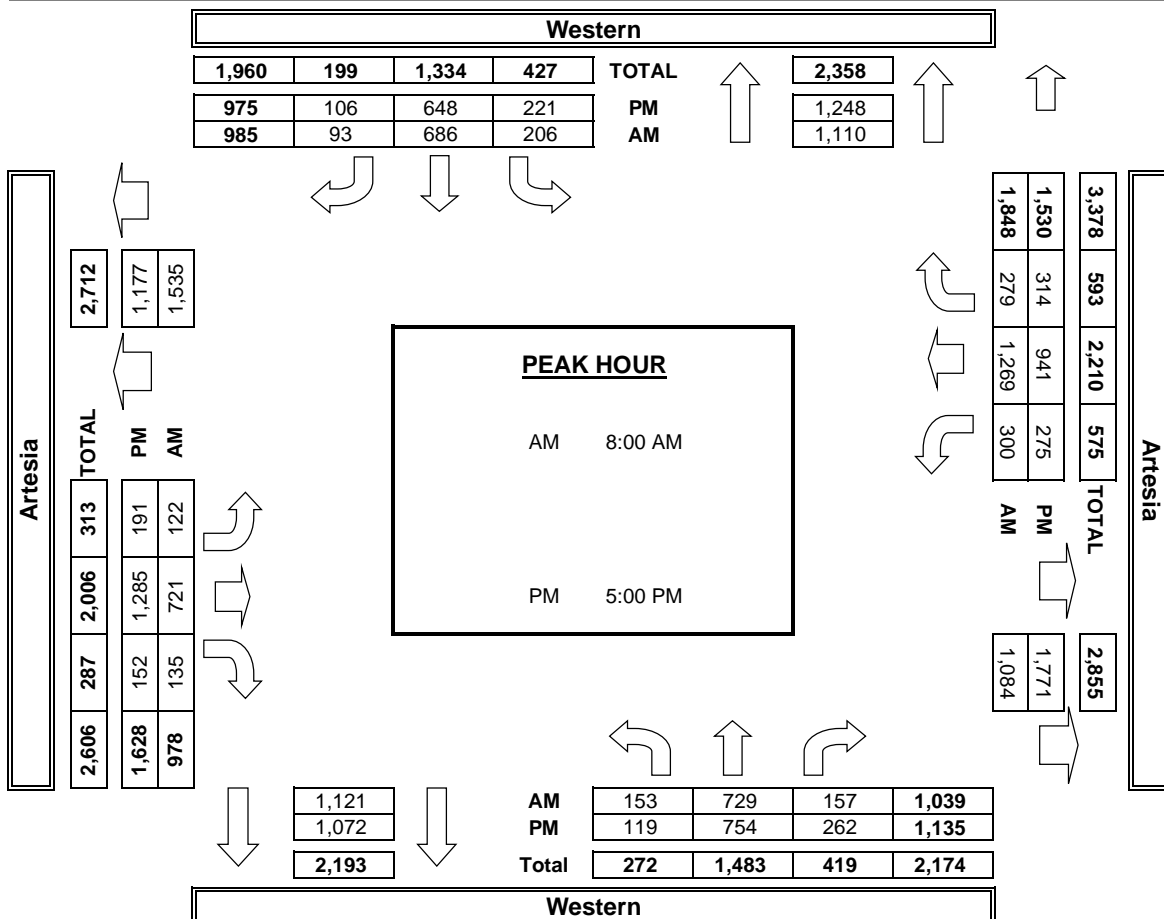 Western
1,960 199 1,334 427 TOTAL 2,358
975 106 648 221 PM 1,248
985 93 686 206 AM 1,110
Artesia
2,712
1,177
1,535
TOTAL 313 2,006 287 2,606
PM 191 1,285 152 1,628
AM 122 721 135 978
PEAK HOUR
AM 8:00 AM
PM 5:00 PM
3,378 593 2,210 575 TOTAL 2,855
1,530 314 941 275 PM 1,771
1,848 279 1,269 300 AM 1,084
Artesia
1,121 AM 153 729 157 1,039
1,072 PM 119 754 262 1,135
2,193 Total 272 1,483 419 2,174
Western